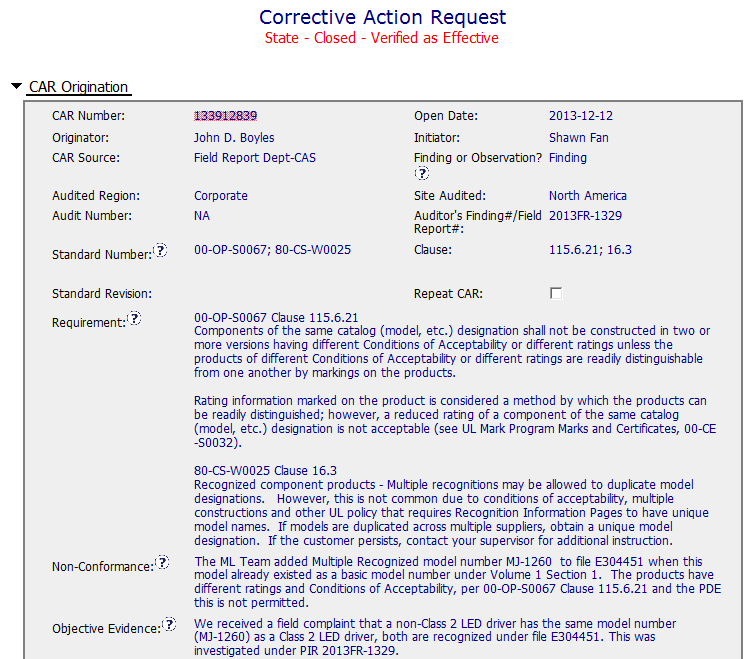 Corrective Action Request
State - Closed - Verified as Effective
CAR Origination
CAR Number: 133912839 Open Date: 2013-12-12
Originator: John D. Boyles Initiator: Shawn Fan
CAR Source: Field Report Dept-CAS Finding or Observation? Finding
?
Audited Region: Corporate Site Audited: North America
Audit Number: NA Auditor's Finding#/Field 2013FR-1329
Report#:
Standard Number: ? 00-OP-S0067; 80-CS-W0025 Clause: 115.6.21; 16.3
Standard Revision: Repeat CAR:
Requirement: ? 00-OP-S0067 Clause 115.6.21
Components of the same catalog (model, etc.) designation shall not be constructed in two or
more versions having different Conditions of Acceptability or different ratings unless the
products of different Conditions of Acceptability or different ratings are readily distinguishable
from one another by markings on the products.
Rating information marked on the product is considered a method by which the products can
be readily distinguished; however, a reduced rating of a component of the same catalog
(model, etc.) designation is not acceptable (see UL Mark Program Marks and Certificates, 00-CE
-S0032).
80-CS-W0025 Clause 16.3
Recognized component products - Multiple recognitions may be allowed to duplicate model
designations. However, this is not common due to conditions of acceptability, multiple
constructions and other UL policy that requires Recognition Information Pages to have unique
model names. If models are duplicated across multiple suppliers, obtain a unique model
designation. If the customer persists, contact your supervisor for additional instruction.
Non-Conformance: ? The ML Team added Multiple Recognized model number MJ-1260 to file E304451 when this
model already existed as a basic model number under Volume 1 Section 1. The products have
different ratings and Conditions of Acceptability, per 00-OP-S0067 Clause 115.6.21 and the PDE
this is not permitted.
Objective Evidence: ? We received a field complaint that a non-Class 2 LED driver has the same model number
(MJ-1260) as a Class 2 LED driver, both are recognized under file E304451. This was
investigated under PIR 2013FR-1329.